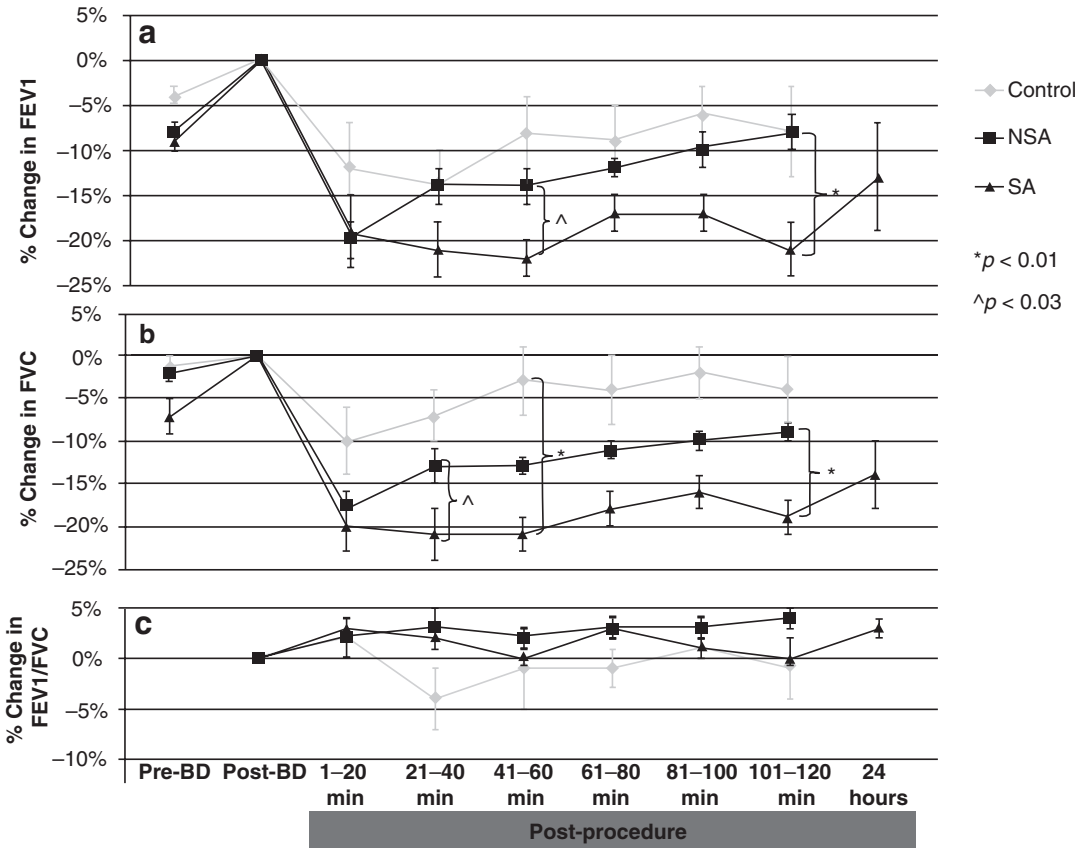 a
% Change in FEV1
5%
0%
–5%
–10%
–15%
–20%
–25%
^
*
Control
NSA
SA
*p < 0.01
^p < 0.03
b
% Change in FVC
5%
0%
–5%
–10%
–15%
–20%
–25%
^
*
*
c
% Change in
FEV1/FVC
5%
0%
–5%
–10%
Pre-BD Post-BD 1–20 21–40 41–60 61–80 81–100 101–120 24
min min min min min min hours
Post-procedure